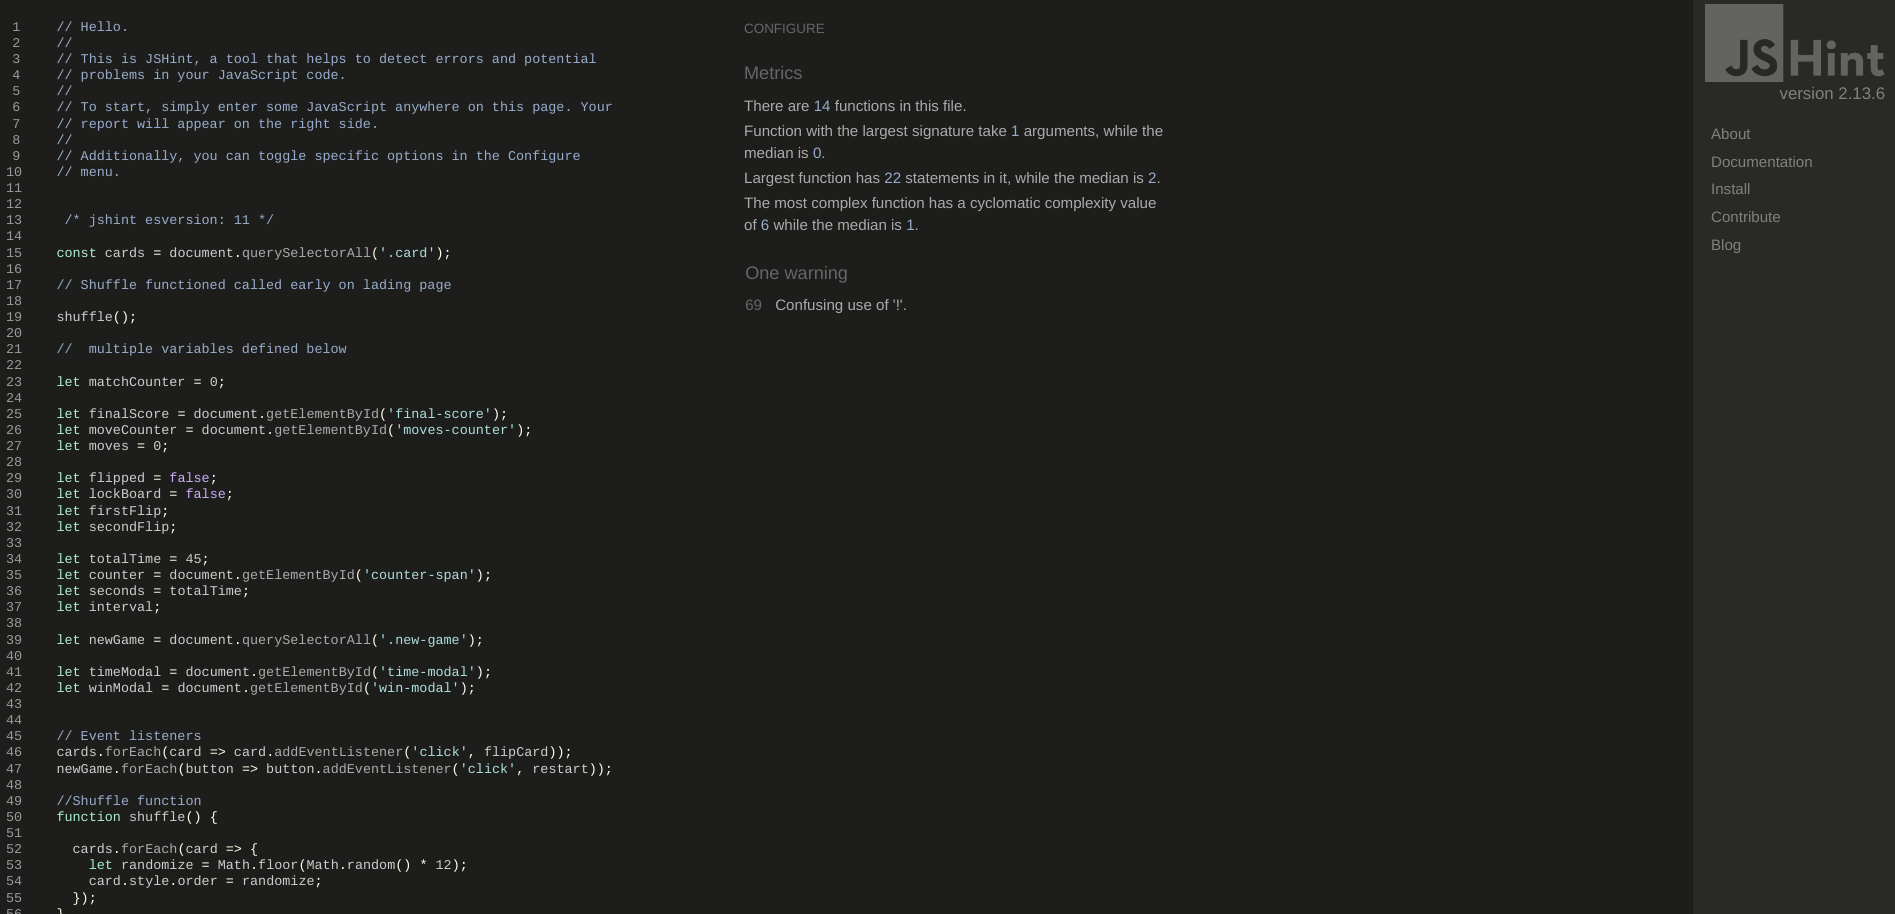 1 // Hello.
2 //
3 // This is JSHint, a tool that helps to detect errors and potential
4 // problems in your JavaScript code.
5 //
6 // To start, simply enter some JavaScript anywhere on this page. Your
7 // report will appear on the right side.
8 //
9 // Additionally, you can toggle specific options in the Configure
10 // menu.
11
12
13 /* jshint esversion: 11 */
14
15 const cards = document.querySelectorAll('.card');
16
17 // Shuffle functioned called early on lading page
18
19 shuffle();
20
21 //  multiple variables defined below
22
23 let matchCounter = 0;
24
25 let finalScore = document.getElementById('final-score');
26 let moveCounter = document.getElementById('moves-counter');
27 let moves = 0;
28
29 let flipped = false;
30 let lockBoard = false;
31 let firstFlip;
32 let secondFlip;
33
34 let totalTime = 45;
35 let counter = document.getElementById('counter-span');
36 let seconds = totalTime;
37 let interval;
38
39 let newGame = document.querySelectorAll('.new-game');
40
41 let timeModal = document.getElementById('time-modal');
42 let winModal = document.getElementById('win-modal');
43
44
45 // Event listeners
46 cards.forEach(card => card.addEventListener('click', flipCard));
47 newGame.forEach(button => button.addEventListener('click', restart));
48
49 //Shuffle function
50 function shuffle() {
51
52   cards.forEach(card => {
53     let randomize = Math.floor(Math.random() * 12);
54     card.style.order = randomize;
55   });
56 }
CONFIGURE
Metrics
There are 14 functions in this file.
Function with the largest signature take 1 arguments, while the
median is 0.
Largest function has 22 statements in it, while the median is 2.
The most complex function has a cyclomatic complexity value
of 6 while the median is 1.
One warning
69 Confusing use of '!'.
JSHint
version 2.13.6
About
Documentation
Install
Contribute
Blog